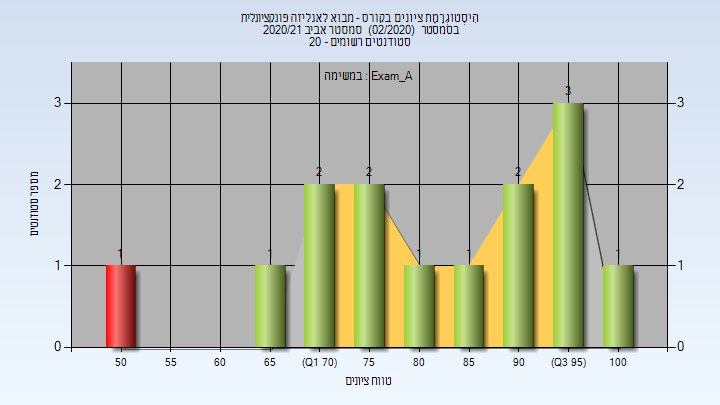 היסטוגרמת ציונים בקורס - מבוא לאנליזה פונקציונלית
בסמסטר (02/2020) סמסטר אביב 2020/21
סטודנטים רשומים - 20
במשימה : Exam_A
מספר סטודנטים
3 3
2 2
1 1
0 0
1 1 2 2 1 1 2 3 1
50 55 60 65 (Q1 70) 75 80 85 90 (Q3 95) 100
טווח ציונים